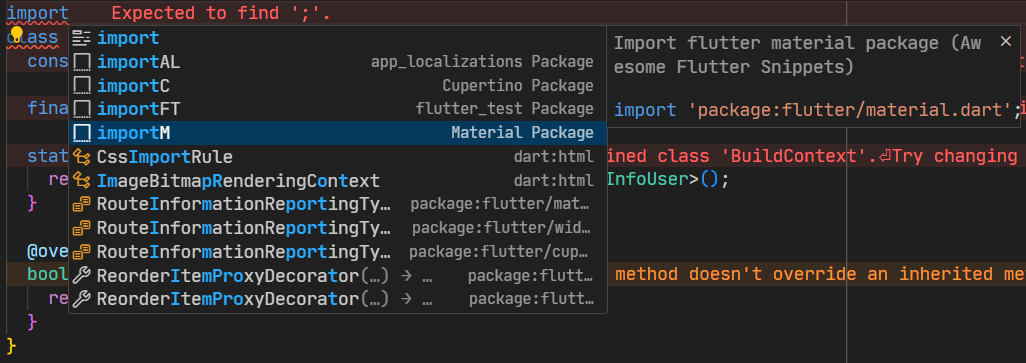 import Expected to find ';'.
class
import
Import flutter material package (Aw
cons
importAL app_localizations Package
esome Flutter Snippets)
importC Cupertino Package
fina
importFT flutter_test Package
import 'package:flutter/material.dart';
importM Material Package
stat
CssImportRule dart:html
ined class 'BuildContext'.⏎Try changing
re
ImageBitmapRenderingContext dart:html
InfoUser>();
}
RouteInformationReportingTy… package:flutter/mat…
RouteInformationReportingTy… package:flutter/wid…
@ove
RouteInformationReportingTy… package:flutter/cup…
bool
ReorderItemProxyDecorator(…) → … package:flutt…
method doesn't override an inherited me
re
ReorderItemProxyDecorator(…) → … package:flutt…
}
}